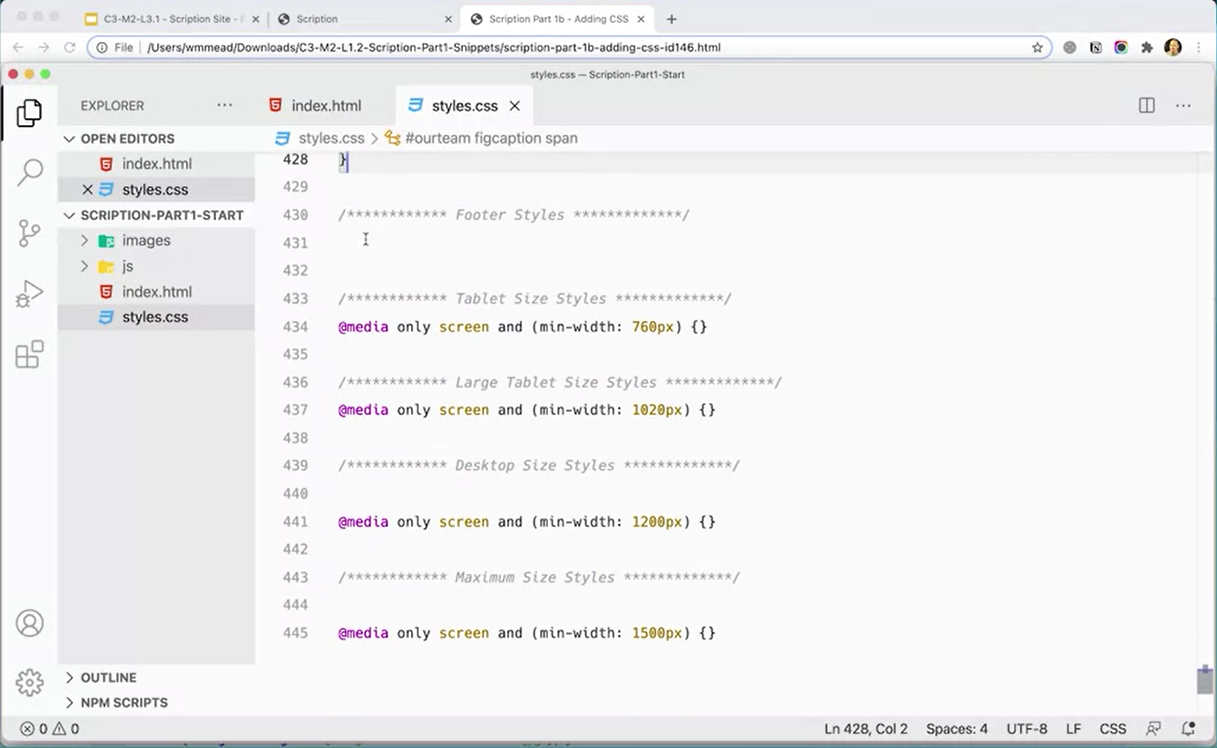 C3-M2-L3.1 - Scription Site -
Scription
Scription Part 1b - Adding CSS
File
/Users/wmmead/Downloads/C3-M2-L1.2-Scription-Part1-Snippets/scription-part-1b-adding-css-id146.html
styles.css — Scription-Part1-Start
EXPLORER
index.html
styles.css
OPEN EDITORS
styles.css > #ourteam figcaption span
index.html
styles.css
SCRIPTION-PART1-START
images
js
index.html
styles.css
428 }
429
430 /************ Footer Styles *************/
431
432
433 /************ Tablet Size Styles *************/
434 @media only screen and (min-width: 760px) {}
435
436 /************ Large Tablet Size Styles *************/
437 @media only screen and (min-width: 1020px) {}
438
439 /************ Desktop Size Styles *************/
440
441 @media only screen and (min-width: 1200px) {}
442
443 /************ Maximum Size Styles *************/
444
445 @media only screen and (min-width: 1500px) {}
OUTLINE
NPM SCRIPTS
0 0
Ln 428, Col 2 Spaces: 4 UTF-8 LF CSS